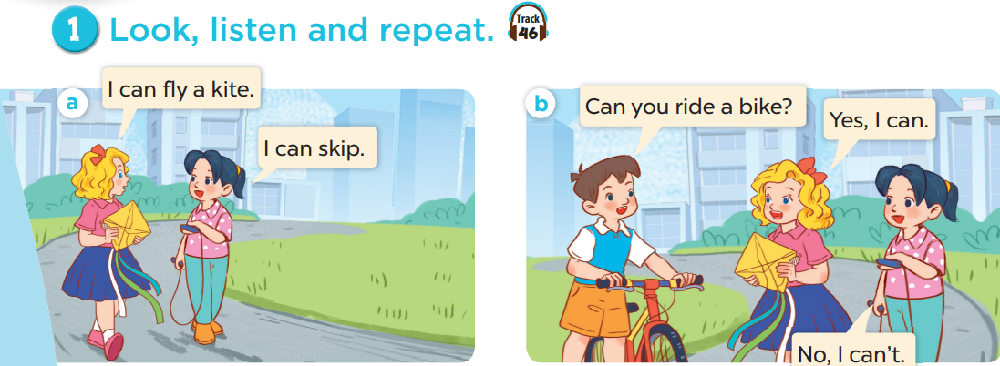 1 Look, listen and repeat. Track 46
a
I can fly a kite.
I can skip.
b
Can you ride a bike?
Yes, I can.
No, I can't.